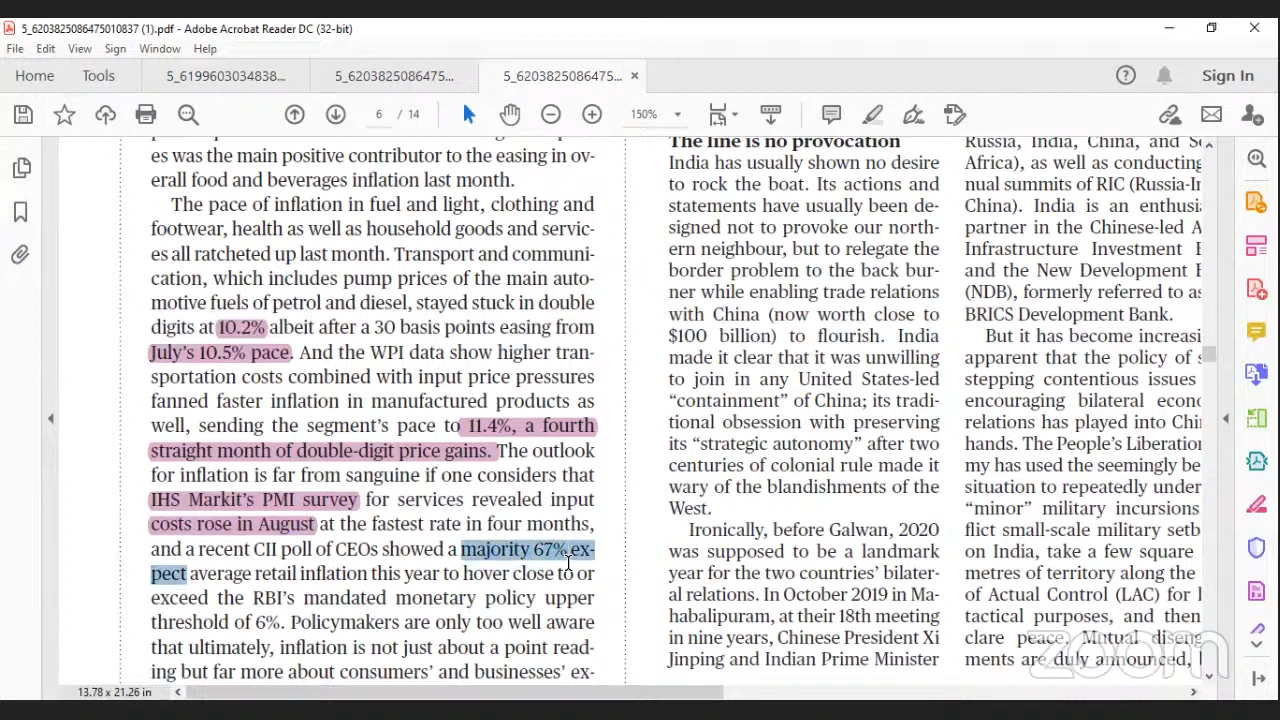 5_6203825086475010837 (1).pdf - Adobe Acrobat Reader DC (32-bit)
File Edit View Sign Window Help
Home Tools 5_6199603034838... 5_6203825086475... 5_6203825086475... ×
Sign In
6 / 14
150%
es was the main positive contributor to the easing in ov-
erall food and beverages inflation last month.
The pace of inflation in fuel and light, clothing and
footwear, health as well as household goods and servic-
es all ratcheted up last month. Transport and communi-
cation, which includes pump prices of the main auto-
motive fuels of petrol and diesel, stayed stuck in double
digits at 10.2% albeit after a 30 basis points easing from
July's 10.5% pace. And the WPI data show higher tran-
sportation costs combined with input price pressures
fanned faster inflation in manufactured products as
well, sending the segment's pace to 11.4%, a fourth
straight month of double-digit price gains. The outlook
for inflation is far from sanguine if one considers that
IHS Markit's PMI survey for services revealed input
costs rose in August at the fastest rate in four months,
and a recent CII poll of CEOs showed a majority 67% ex-
pect average retail inflation this year to hover close to or
exceed the RBI's mandated monetary policy upper
threshold of 6%. Policymakers are only too well aware
that ultimately, inflation is not just about a point read-
ing but far more about consumers' and businesses' ex-
The line is no provocation
India has usually shown no desire
to rock the boat. Its actions and
statements have usually been de-
signed not to provoke our north-
ern neighbour, but to relegate the
border problem to the back bur-
ner while enabling trade relations
with China (now worth close to
$100 billion) to flourish. India
made it clear that it was unwilling
to join in any United States-led
"containment" of China; its tradi-
tional obsession with preserving
its "strategic autonomy" after two
centuries of colonial rule made it
wary of the blandishments of the
West.
Ironically, before Galwan, 2020
was supposed to be a landmark
year for the two countries' bilater-
al relations. In October 2019 in Ma-
habalipuram, at their 18th meeting
in nine years, Chinese President Xi
Jinping and Indian Prime Minister
Russia, India, China, and
Africa), as well as conducting
nual summits of RIC (Russia-In
China). India is an enthusi
partner in the Chinese-led A
Infrastructure Investment
and the New Development
(NDB), formerly referred to as
BRICS Development Bank.
But it has become increasi
apparent that the policy of
stepping contentious issues
encouraging bilateral econo
relations has played into Chin
hands. The People's Liberation
my has used the seemingly be
situation to repeatedly under
"minor" military incursions
flict small-scale military setb
on India, take a few square
metres of territory along the
of Actual Control (LAC) for
tactical purposes, and then
clare peace. Mutual diseng
ments are duly announced,
zoom
13.78 x 21.26 in